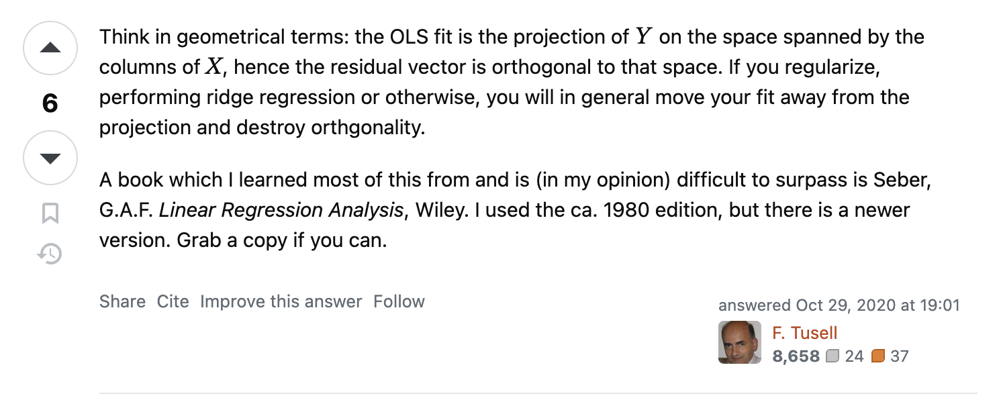 Think in geometrical terms: the OLS fit is the projection of Y on the space spanned by the
columns of X, hence the residual vector is orthogonal to that space. If you regularize,
6
performing ridge regression or otherwise, you will in general move your fit away from the
projection and destroy orthgonality.
A book which I learned most of this from and is (in my opinion) difficult to surpass is Seber,
G.A.F. Linear Regression Analysis, Wiley. I used the ca. 1980 edition, but there is a newer
version. Grab a copy if you can.
Share Cite Improve this answer Follow
answered Oct 29, 2020 at 19:01
F. Tusell
8,658 24 37